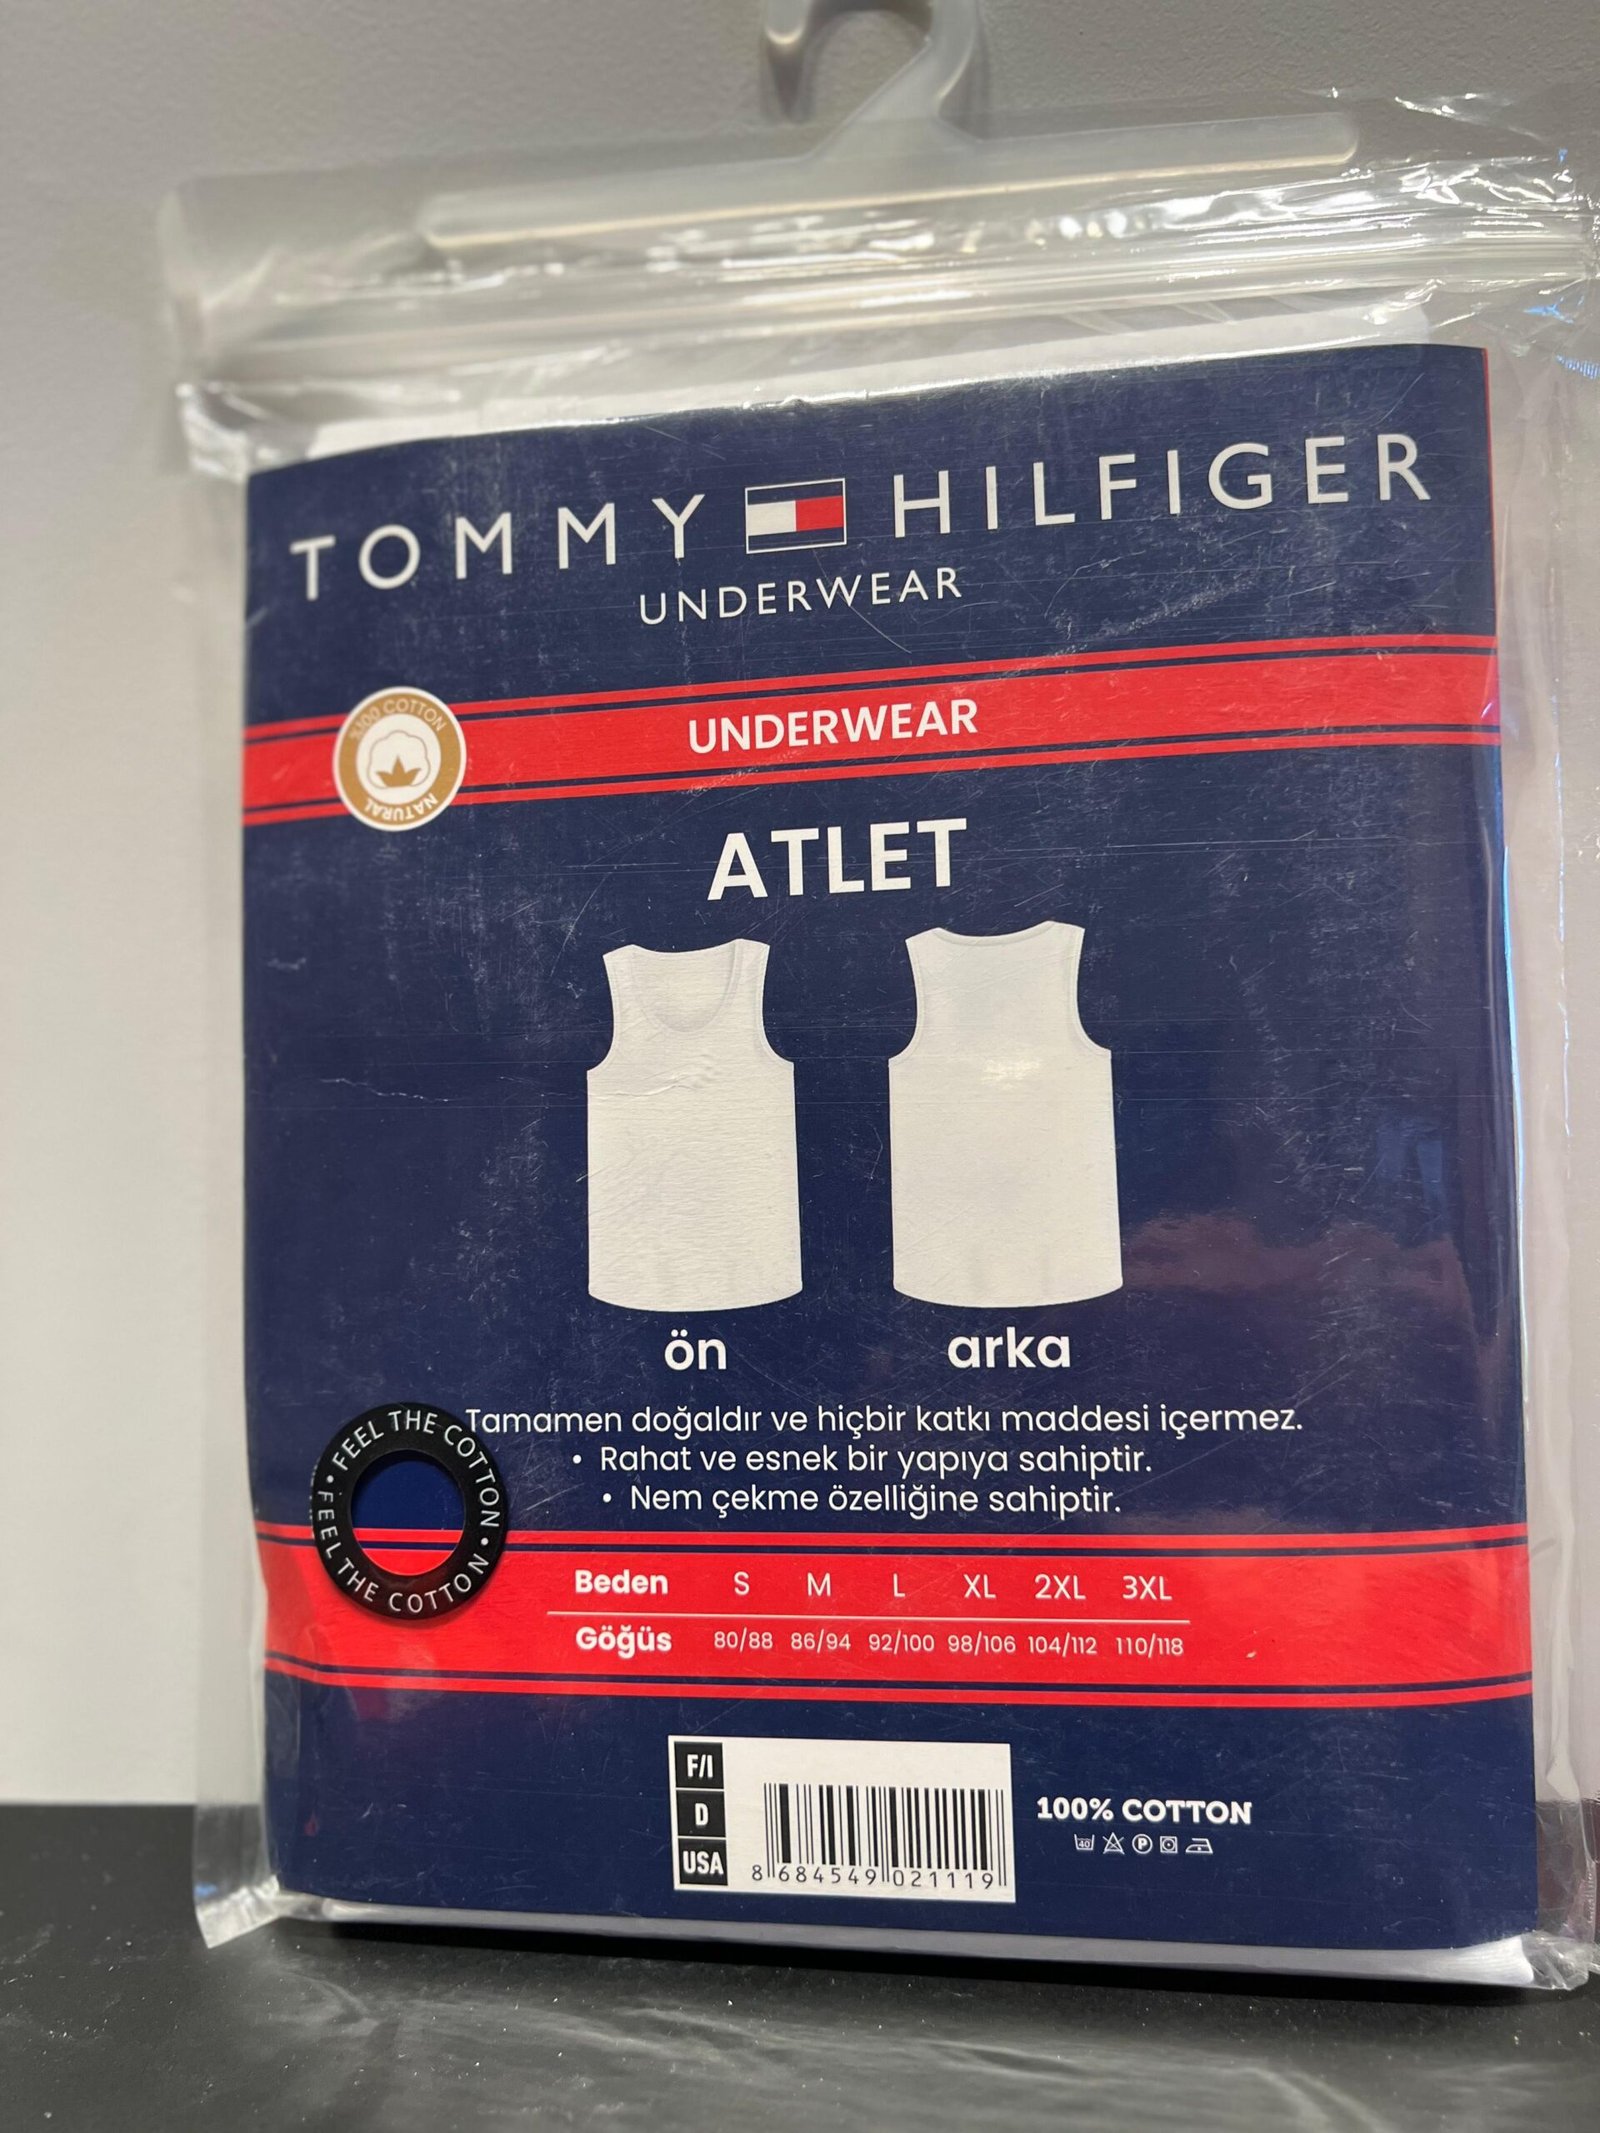 TOMMY HILFIGER
UNDERWEAR
UNDERWEAR
%100 COTTON
NATURAL
ATLET
ön arka
Tamamen doğaldır ve hiçbir katkı maddesi içermez.
• Rahat ve esnek bir yapıya sahiptir.
• Nem çekme özelliğine sahiptir.
• FEEL THE COTTON • FEEL THE COTTON
Beden S M L XL 2XL 3XL
Göğüs 80/88 86/94 92/100 98/106 104/112 110/118
F/I
D
USA
8 684549 021119
100% COTTON
40 P